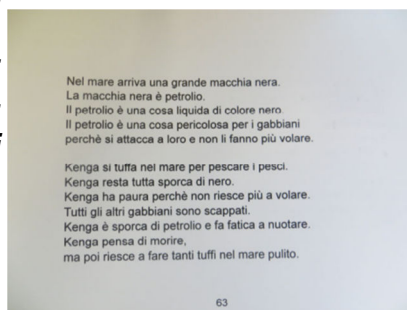 Nel mare arriva una grande macchia nera.
La macchia nera è petrolio.
Il petrolio è una cosa liquida di colore nero.
Il petrolio è una cosa pericolosa per i gabbiani
perchè si attacca a loro e non li fanno più volare.
Kenga si tuffa nel mare per pescare i pesci.
Kenga resta tutta sporca di nero.
Kenga ha paura perchè non riesce più a volare.
Tutti gli altri gabbiani sono scappati.
Kenga è sporca di petrolio e fa fatica a nuotare.
Kenga pensa di morire,
ma poi riesce a fare tanti tuffi nel mare pulito.
63